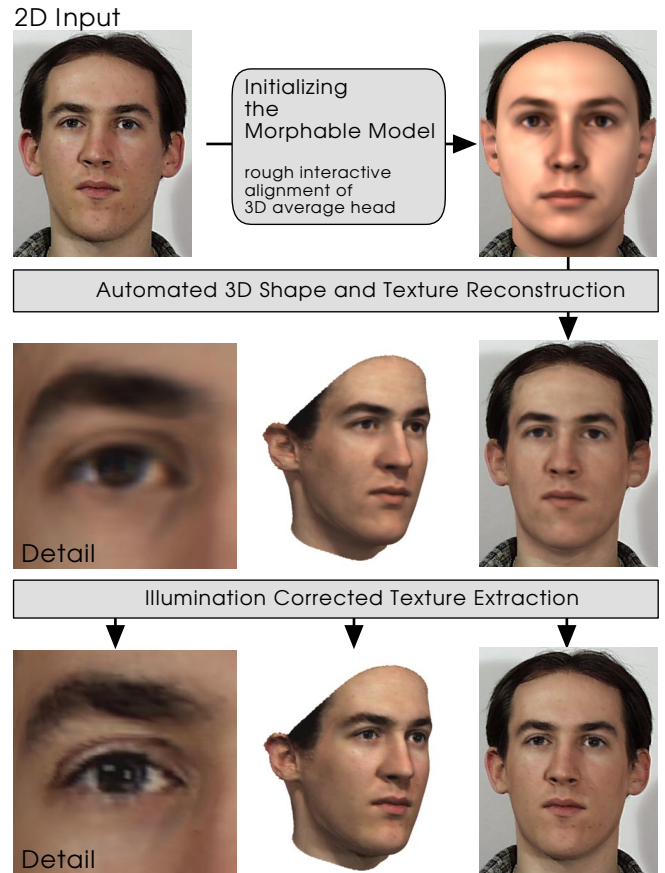 2D Input
Initializing
the
Morphable Model
rough interactive
alignment of
3D average head
Automated 3D Shape and Texture Reconstruction
Detail
Illumination Corrected Texture Extraction
Detail